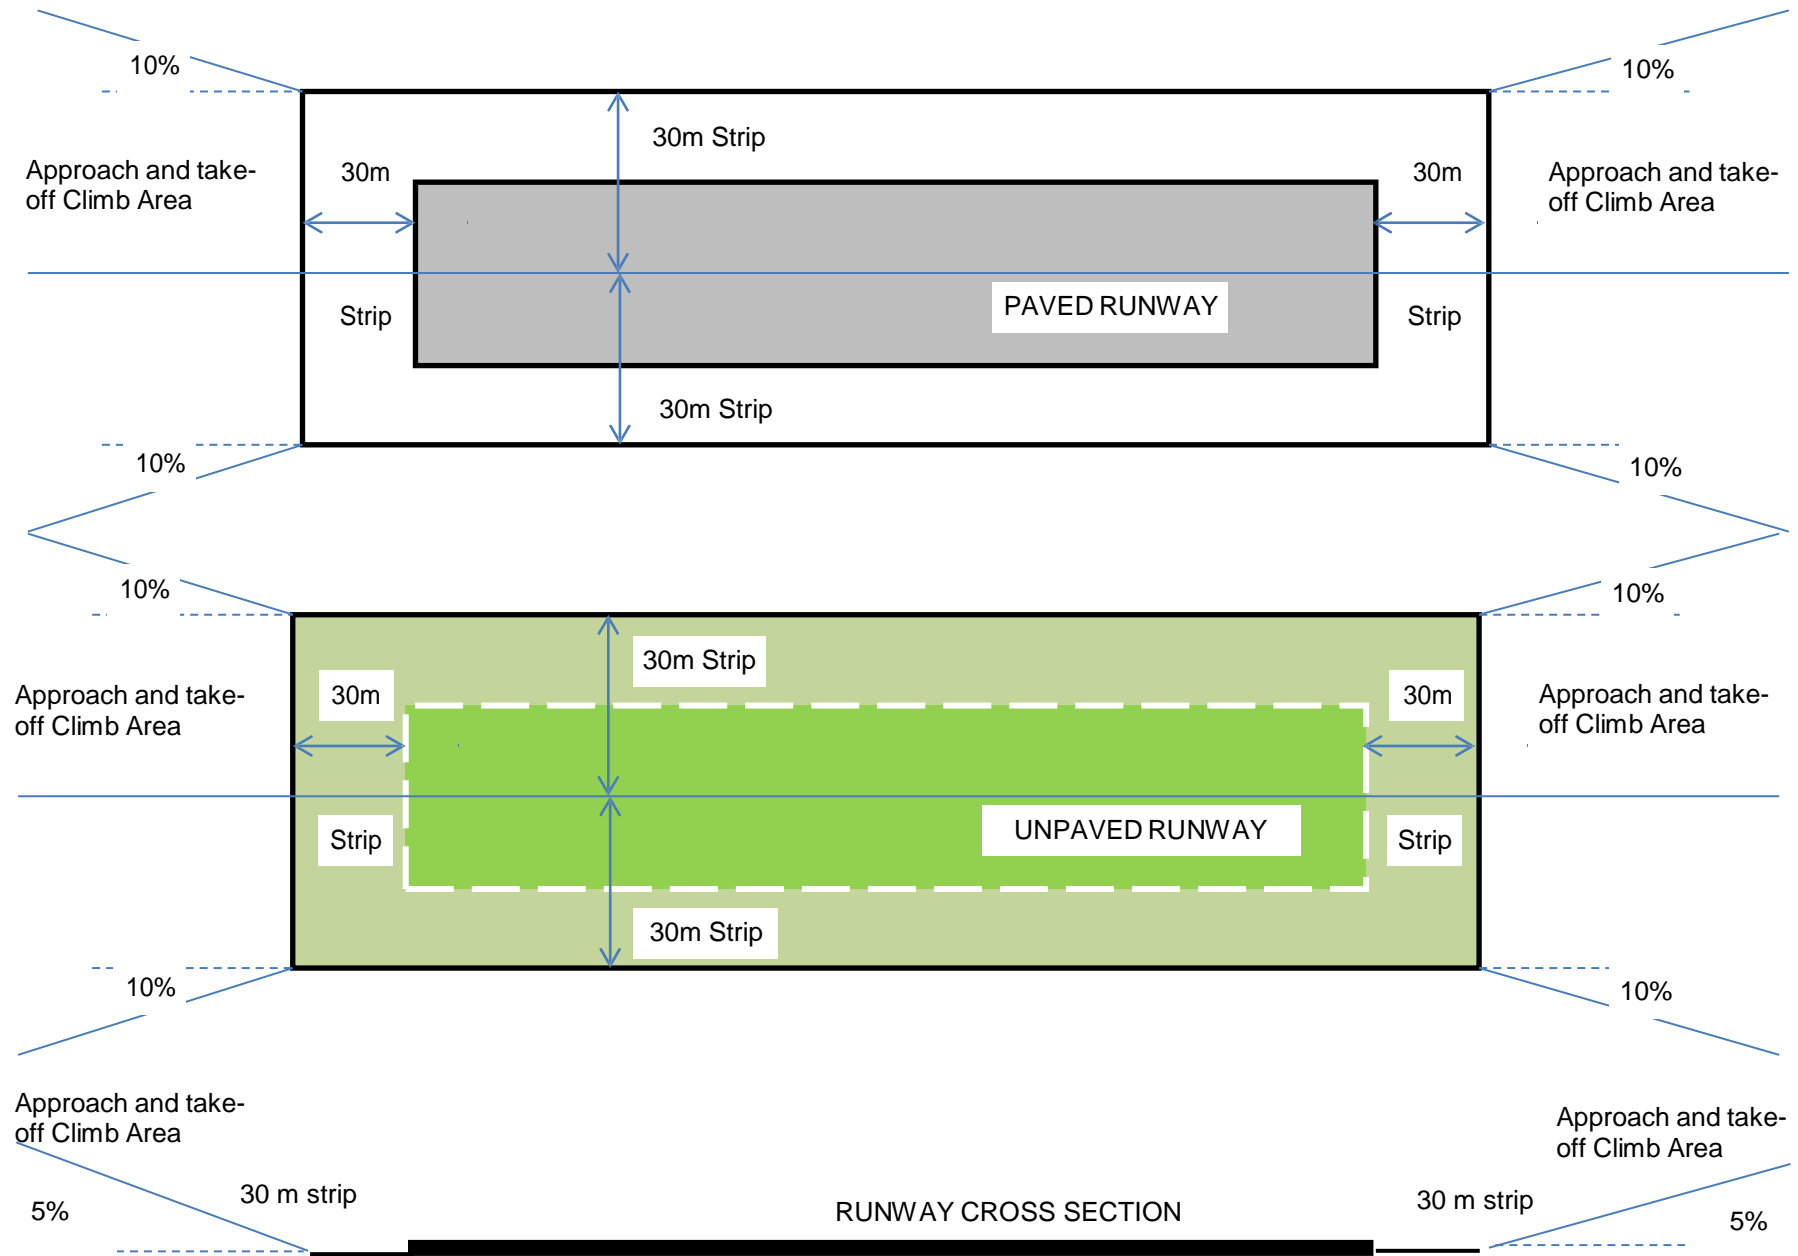 10%
10%
30m Strip
Approach and take-
off Climb Area
30m
30m
Approach and take-
off Climb Area
PAVED RUNWAY
Strip
Strip
30m Strip
10%
10%
10%
10%
30m Strip
Approach and take-
off Climb Area
30m
30m
Approach and take-
off Climb Area
UNPAVED RUNWAY
Strip
Strip
30m Strip
10%
10%
Approach and take-
off Climb Area
Approach and take-
off Climb Area
30 m strip
30 m strip
5%
RUNWAY CROSS SECTION
5%